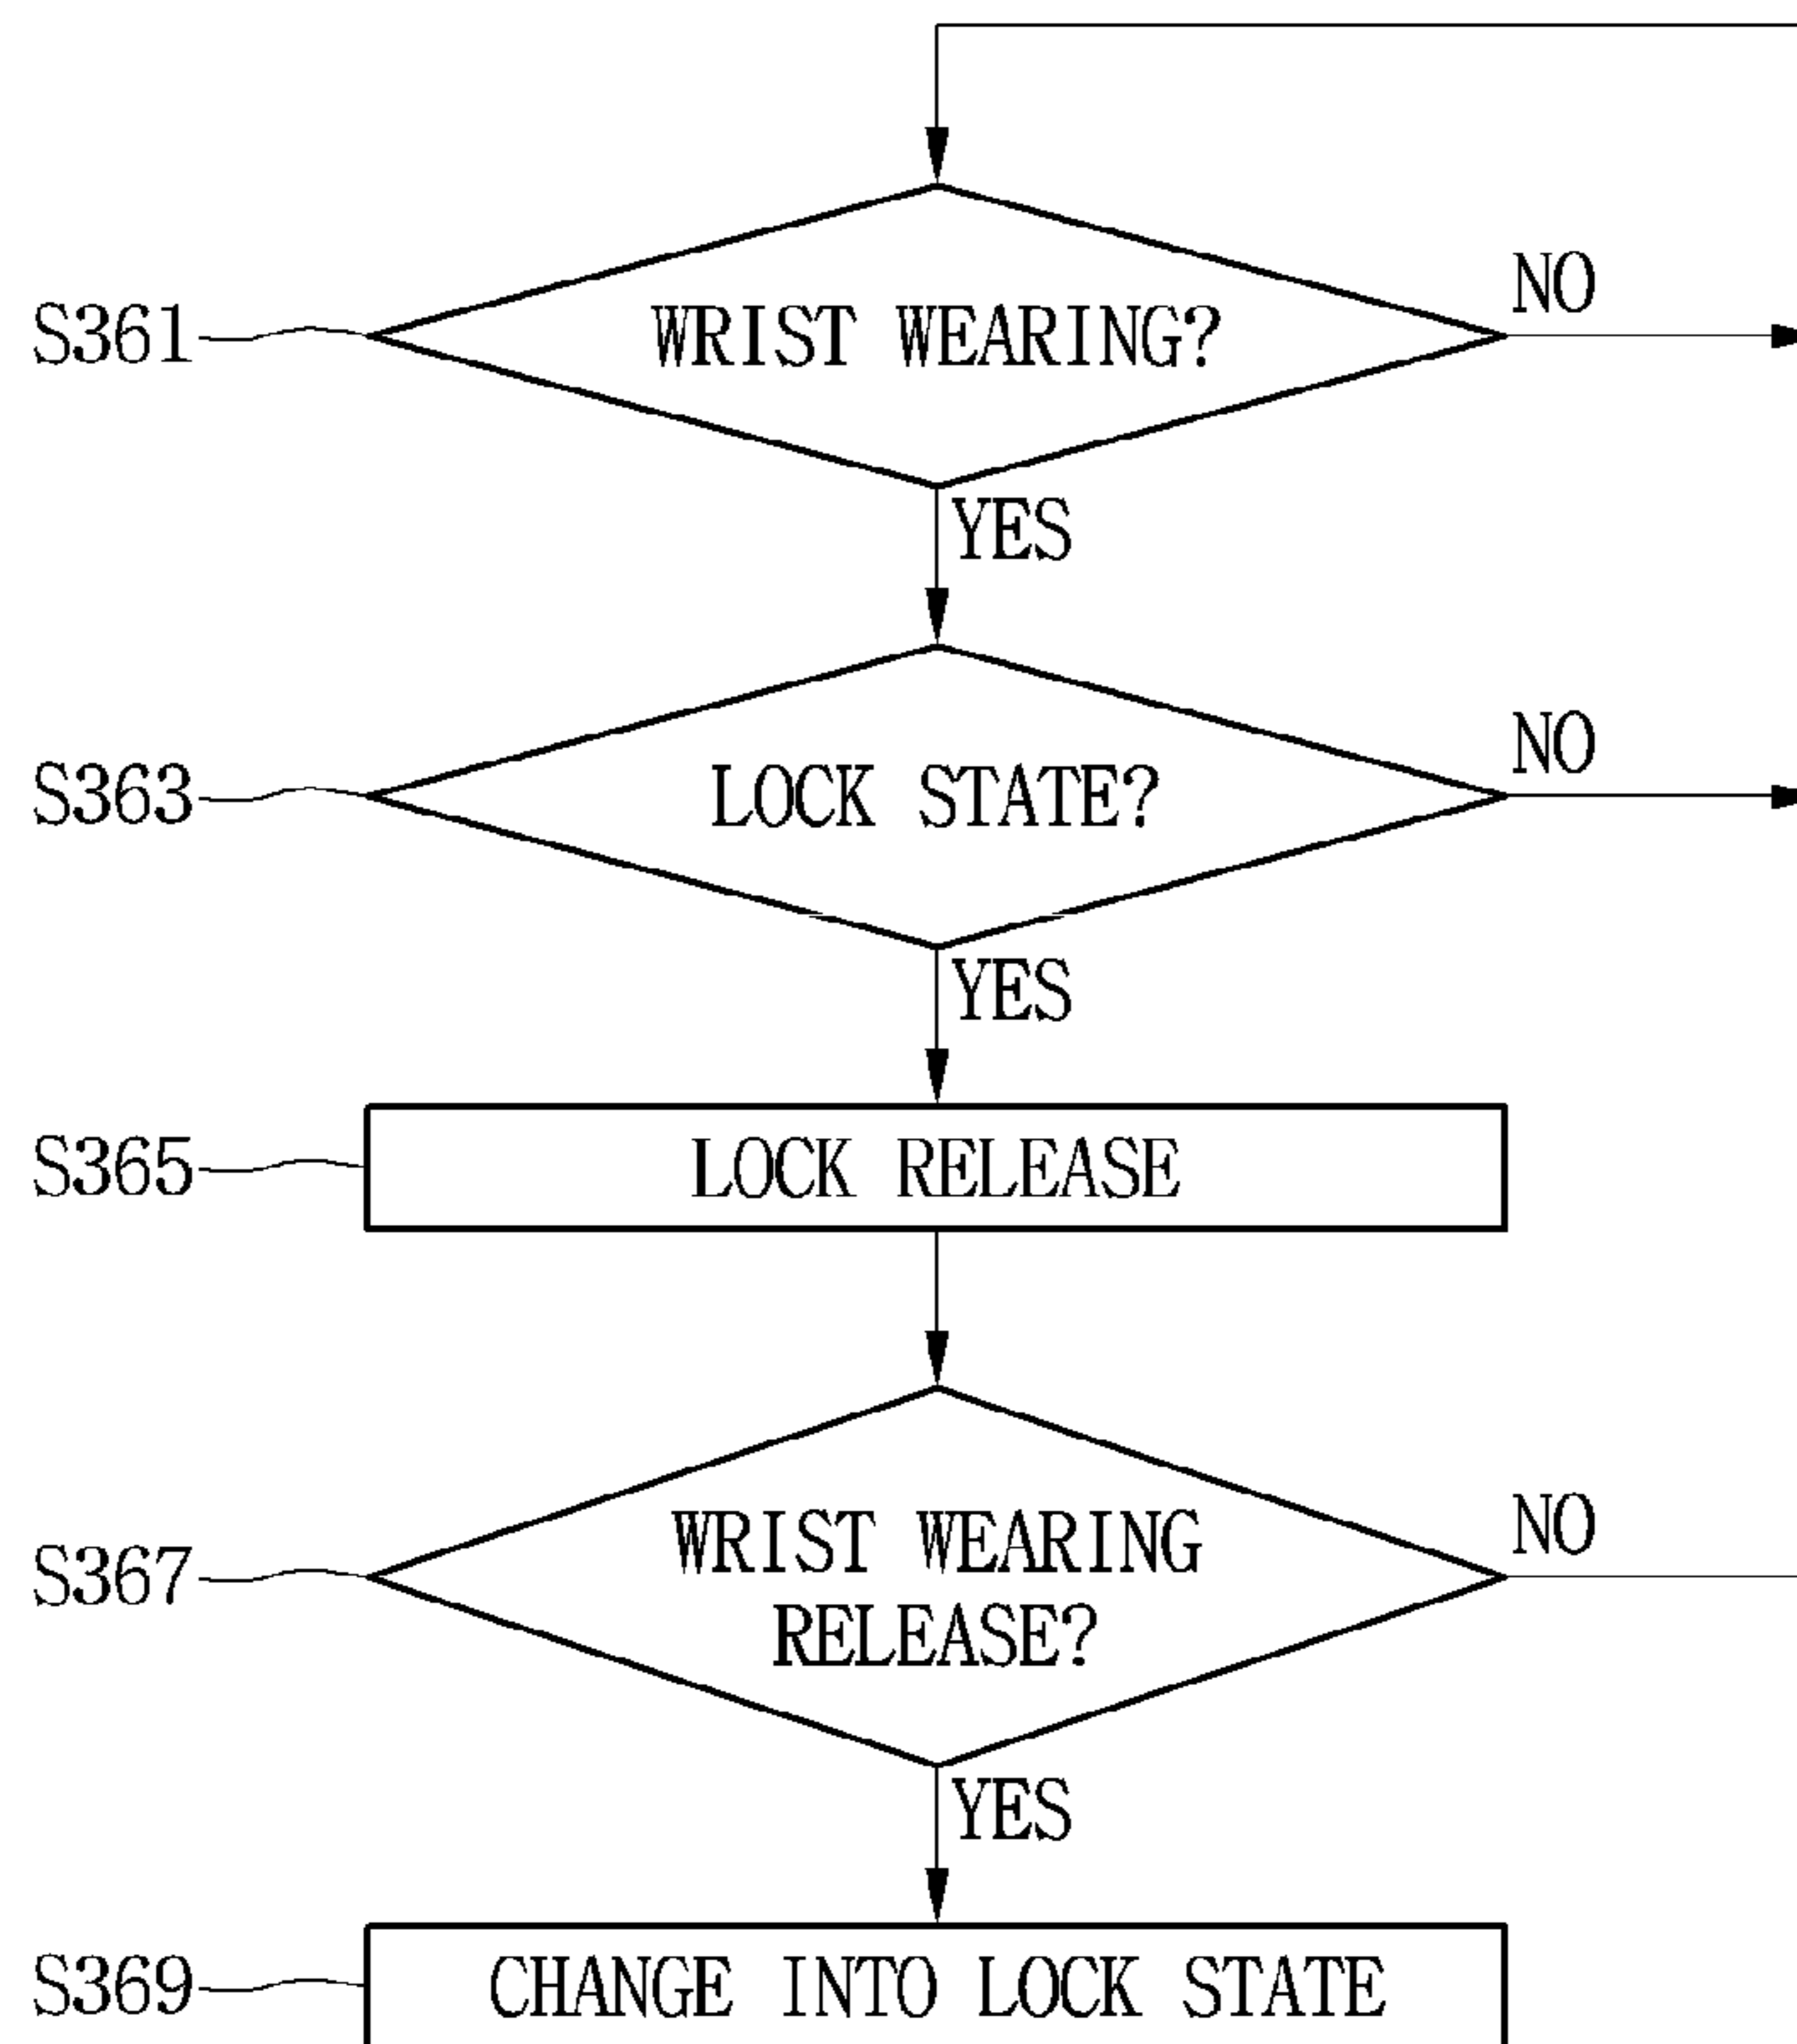 NO
S361 WRIST WEARING?
YES
NO
S363 LOCK STATE?
YES
S365 LOCK RELEASE
NO
WRIST WEARING
S367
RELEASE?
YES
S369 CHANGE INTO LOCK STATE